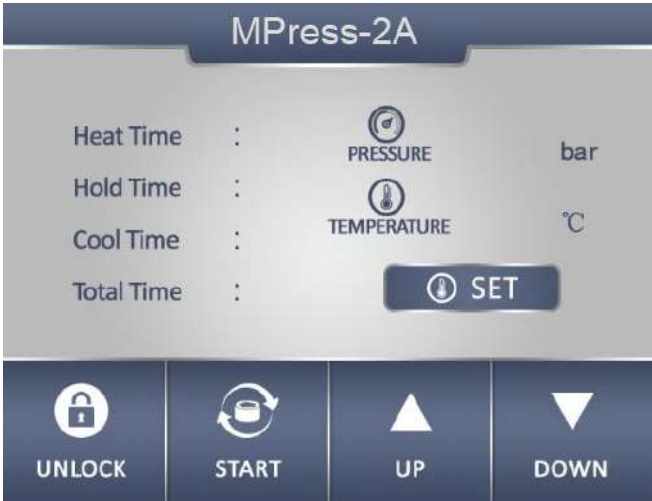 MPress-2A
Heat Time :
PRESSURE
bar
Hold Time :
TEMPERATURE
℃
Cool Time :
Total Time :
SET
UNLOCK
START
UP
DOWN